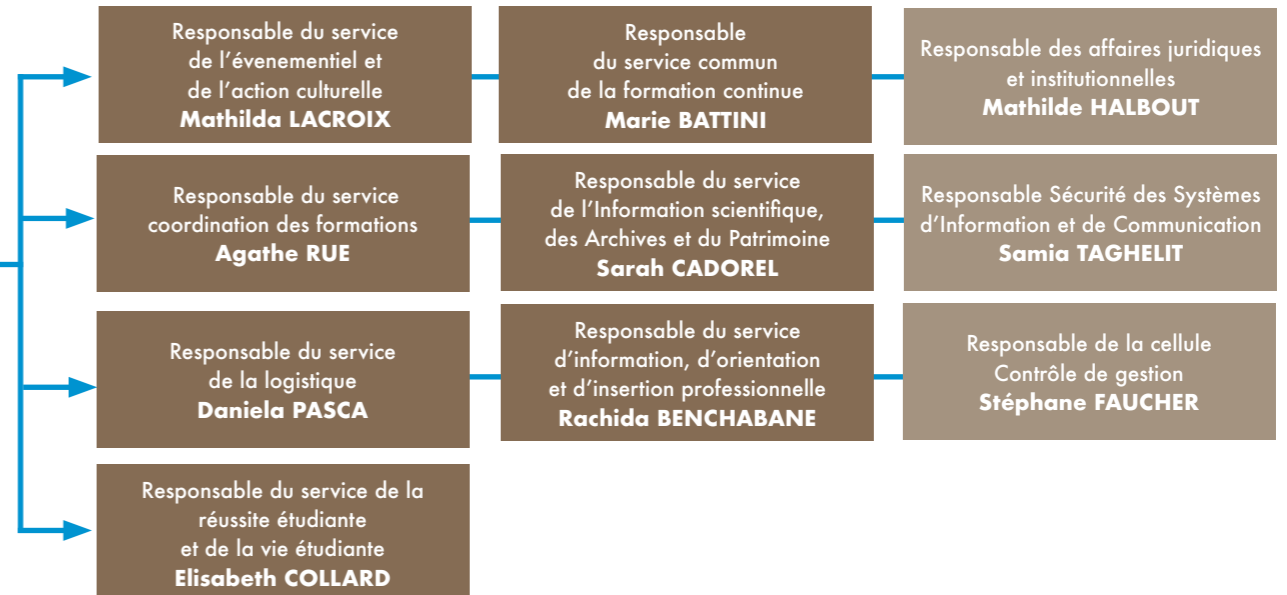 Responsable du service
de l’évenementiel et
de l’action culturelle
Mathilda LACROIX
Responsable
du service commun
de la formation continue
Marie BATTINI
Responsable des affaires juridiques
et institutionnelles
Mathilde HALBOUT
Responsable du service
coordination des formations
Agathe RUE
Responsable du service
de l’Information scientifique,
des Archives et du Patrimoine
Sarah CADOREL
Responsable Sécurité des Systèmes
d’Information et de Communication
Samia TAGHELIT
Responsable du service
de la logistique
Daniela PASCA
Responsable du service
d’information, d’orientation
et d’insertion professionnelle
Rachida BENCHABANE
Responsable de la cellule
Contrôle de gestion
Stéphane FAUCHER
Responsable du service de la
réussite étudiante
et de la vie étudiante
Elisabeth COLLARD